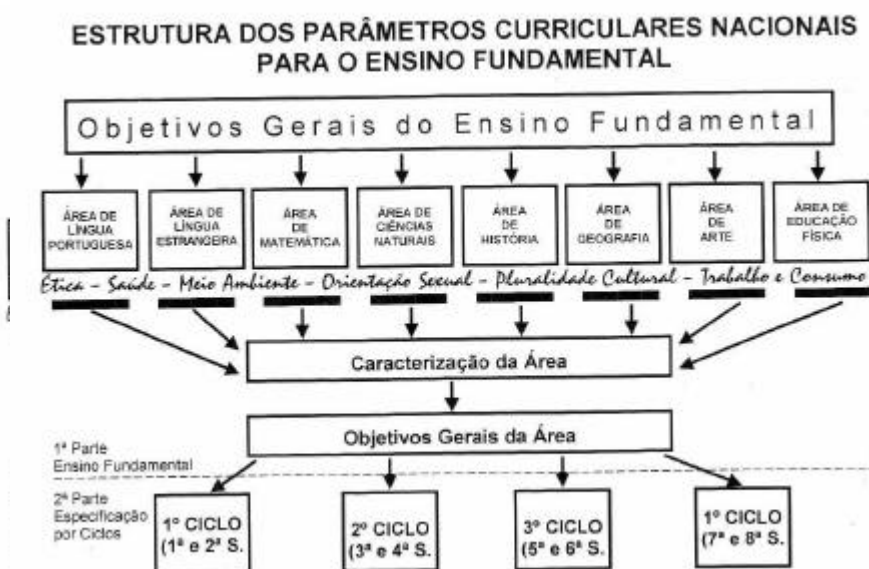 ESTRUTURA DOS PARÂMETROS CURRICULARES NACIONAIS
PARA O ENSINO FUNDAMENTAL
Objetivos Gerais do Ensino Fundamental
ÁREA DE
LÍNGUA
PORTUGUESA
ÁREA DE
LÍNGUA
ESTRANGEIRA
ÁREA
DE
MATEMÁTICA
ÁREA DE
CIÊNCIAS
NATURAIS
ÁREA
DE
HISTÓRIA
ÁREA
DE
GEOGRAFIA
ÁREA
DE
ARTE
ÁREA DE
EDUCAÇÃO
FÍSICA
Ética - Saúde - Meio Ambiente - Orientação Sexual - Pluralidade Cultural - Trabalho e Consumo
Caracterização da Área
Objetivos Gerais da Área
1ª Parte
Ensino Fundamental
2ª Parte
Especificação
por Ciclos
1º CICLO
(1ª e 2ª S.
2º CICLO
(3ª e 4ª S.
3º CICLO
(5ª e 6ª S.
1º CICLO
(7ª e 8ª S.